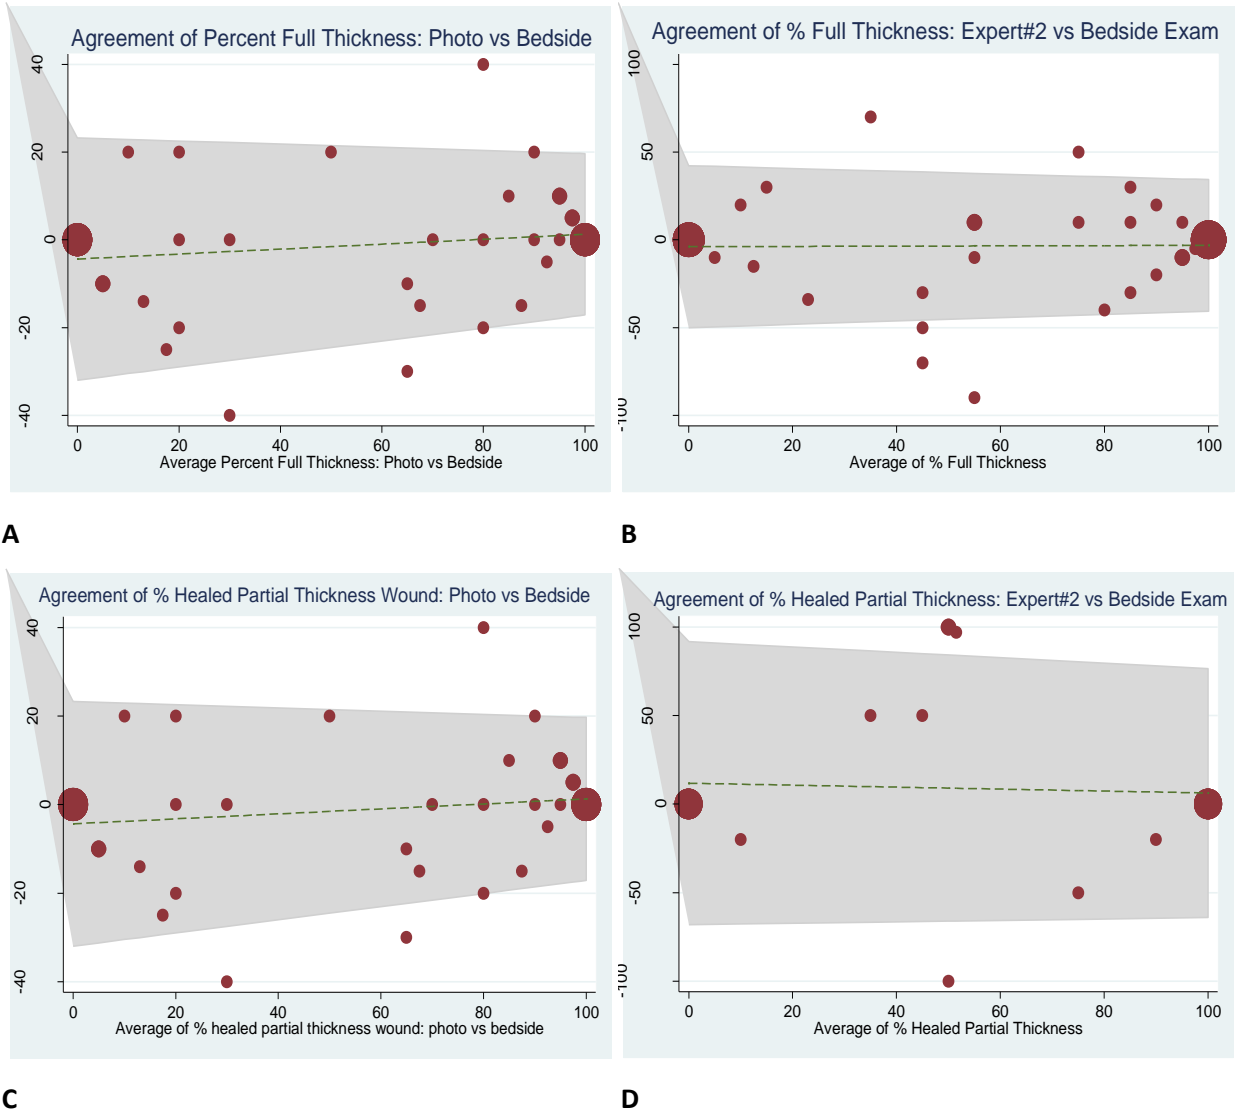 Agreement of Percent Full Thickness: Photo vs Bedside
40
20
0
-20
-40
0 20 40 60 80 100
Average Percent Full Thickness: Photo vs Bedside
A
Agreement of % Full Thickness: Expert#2 vs Bedside Exam
100
50
0
-50
-100
0 20 40 60 80 100
Average of % Full Thickness
B
Agreement of % Healed Partial Thickness Wound: Photo vs Bedside
40
20
0
-20
-40
0 20 40 60 80 100
Average of % healed partial thickness wound: photo vs bedside
C
Agreement of % Healed Partial Thickness: Expert#2 vs Bedside Exam
100
50
0
-50
-100
0 20 40 60 80 100
Average of % Healed Partial Thickness
D